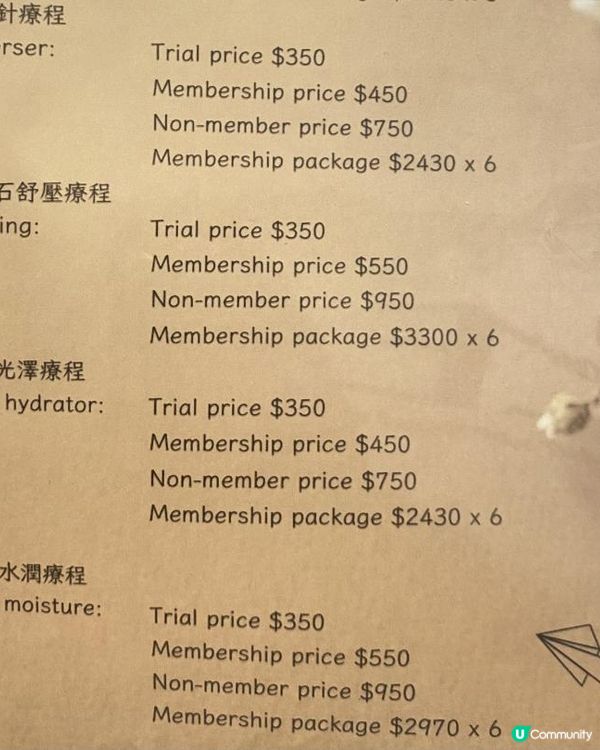 針療程
rser:
Trial price $350
Membership price $450
Non-member price $750
Membership package $2430 x 6
石舒壓療程
ing:
Trial price $350
Membership price $550
Non-member price $950
Membership package $3300 x 6
光澤療程
hydrator:
Trial price $350
Membership price $450
Non-member price $750
Membership package $2430 x 6
水潤療程
moisture:
Trial price $350
Membership price $550
Non-member price $950
Membership package $2970 x 6
U Community